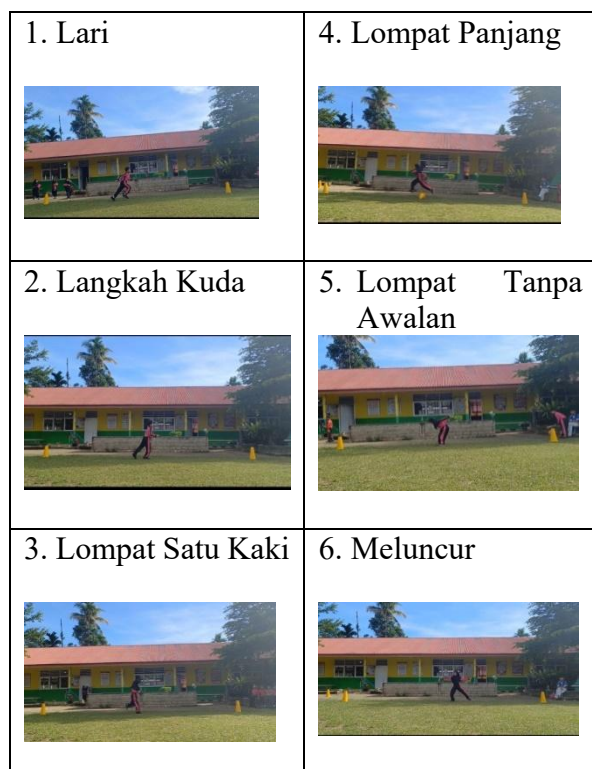 1. Lari
4. Lompat Panjang
2. Langkah Kuda
5. Lompat Tanpa
Awalan
3. Lompat Satu Kaki
6. Meluncur